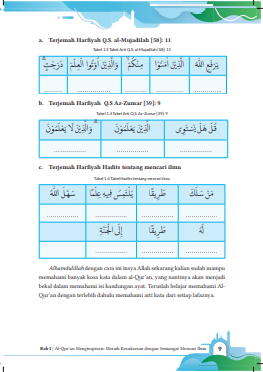 a. Terjemah Harfiyah Q.S. al-Mujadilah [58]: 11
Tabel 1.3 Tabel Arti Q.S. al-Mujadilah [58]: 11
يَرْفَعِ اللّٰهُ الَّذِيْنَ اٰمَنُوْا مِنْكُمْ وَالَّذِيْنَ اُوْتُوا الْعِلْمَ دَرَجٰتٍ
b. Terjemah Harfiyah Q.S Az-Zumar [39]: 9
Tabel 1.4 Tabel Arti Q.S. Az-Zumar [39]: 9
قُلْ هَلْ يَسْتَوِى الَّذِيْنَ يَعْلَمُوْنَ وَالَّذِيْنَ لَا يَعْلَمُوْنَ
c. Terjemah Harfiyah Hadits tentang mencari ilmu
Tabel 1.4 Tabel Hadits tentang mencari ilmu
مَنْ سَلَكَ طَرِيْقًا يَلْتَمِسُ فِيْهِ عِلْمًا سَهَّلَ اللّٰهُ
لَهُ طَرِيْقًا إِلَى الْجَنَّةِ
Alhamdulillah dengan cara ini insya Allah sekarang kalian sudah mampu
memahami banyak kosa kata dalam al-Qur'an, yang nantinya akan menjadi
bekal dalam memahami isi kandungan ayat. Teruslah belajar memahami Al-
Qur'an dengan terlebih dahulu memahami arti kata dari setiap lafaznya.
Bab 1 | Al-Qur'an Menginspirasi: Meraih Kesuksesan dengan Semangat Mencari Ilmu 9